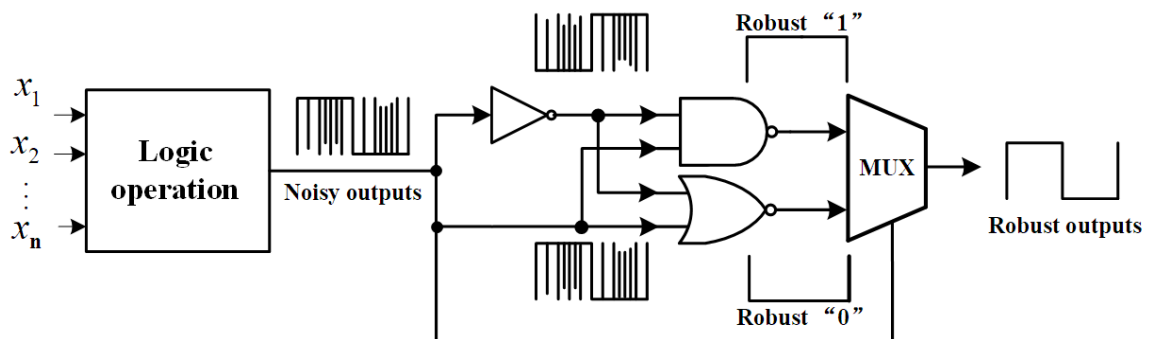 Robust “1”
x1
x2
⋮
xn
Logic
operation
Noisy outputs
MUX
Robust outputs
Robust “0”